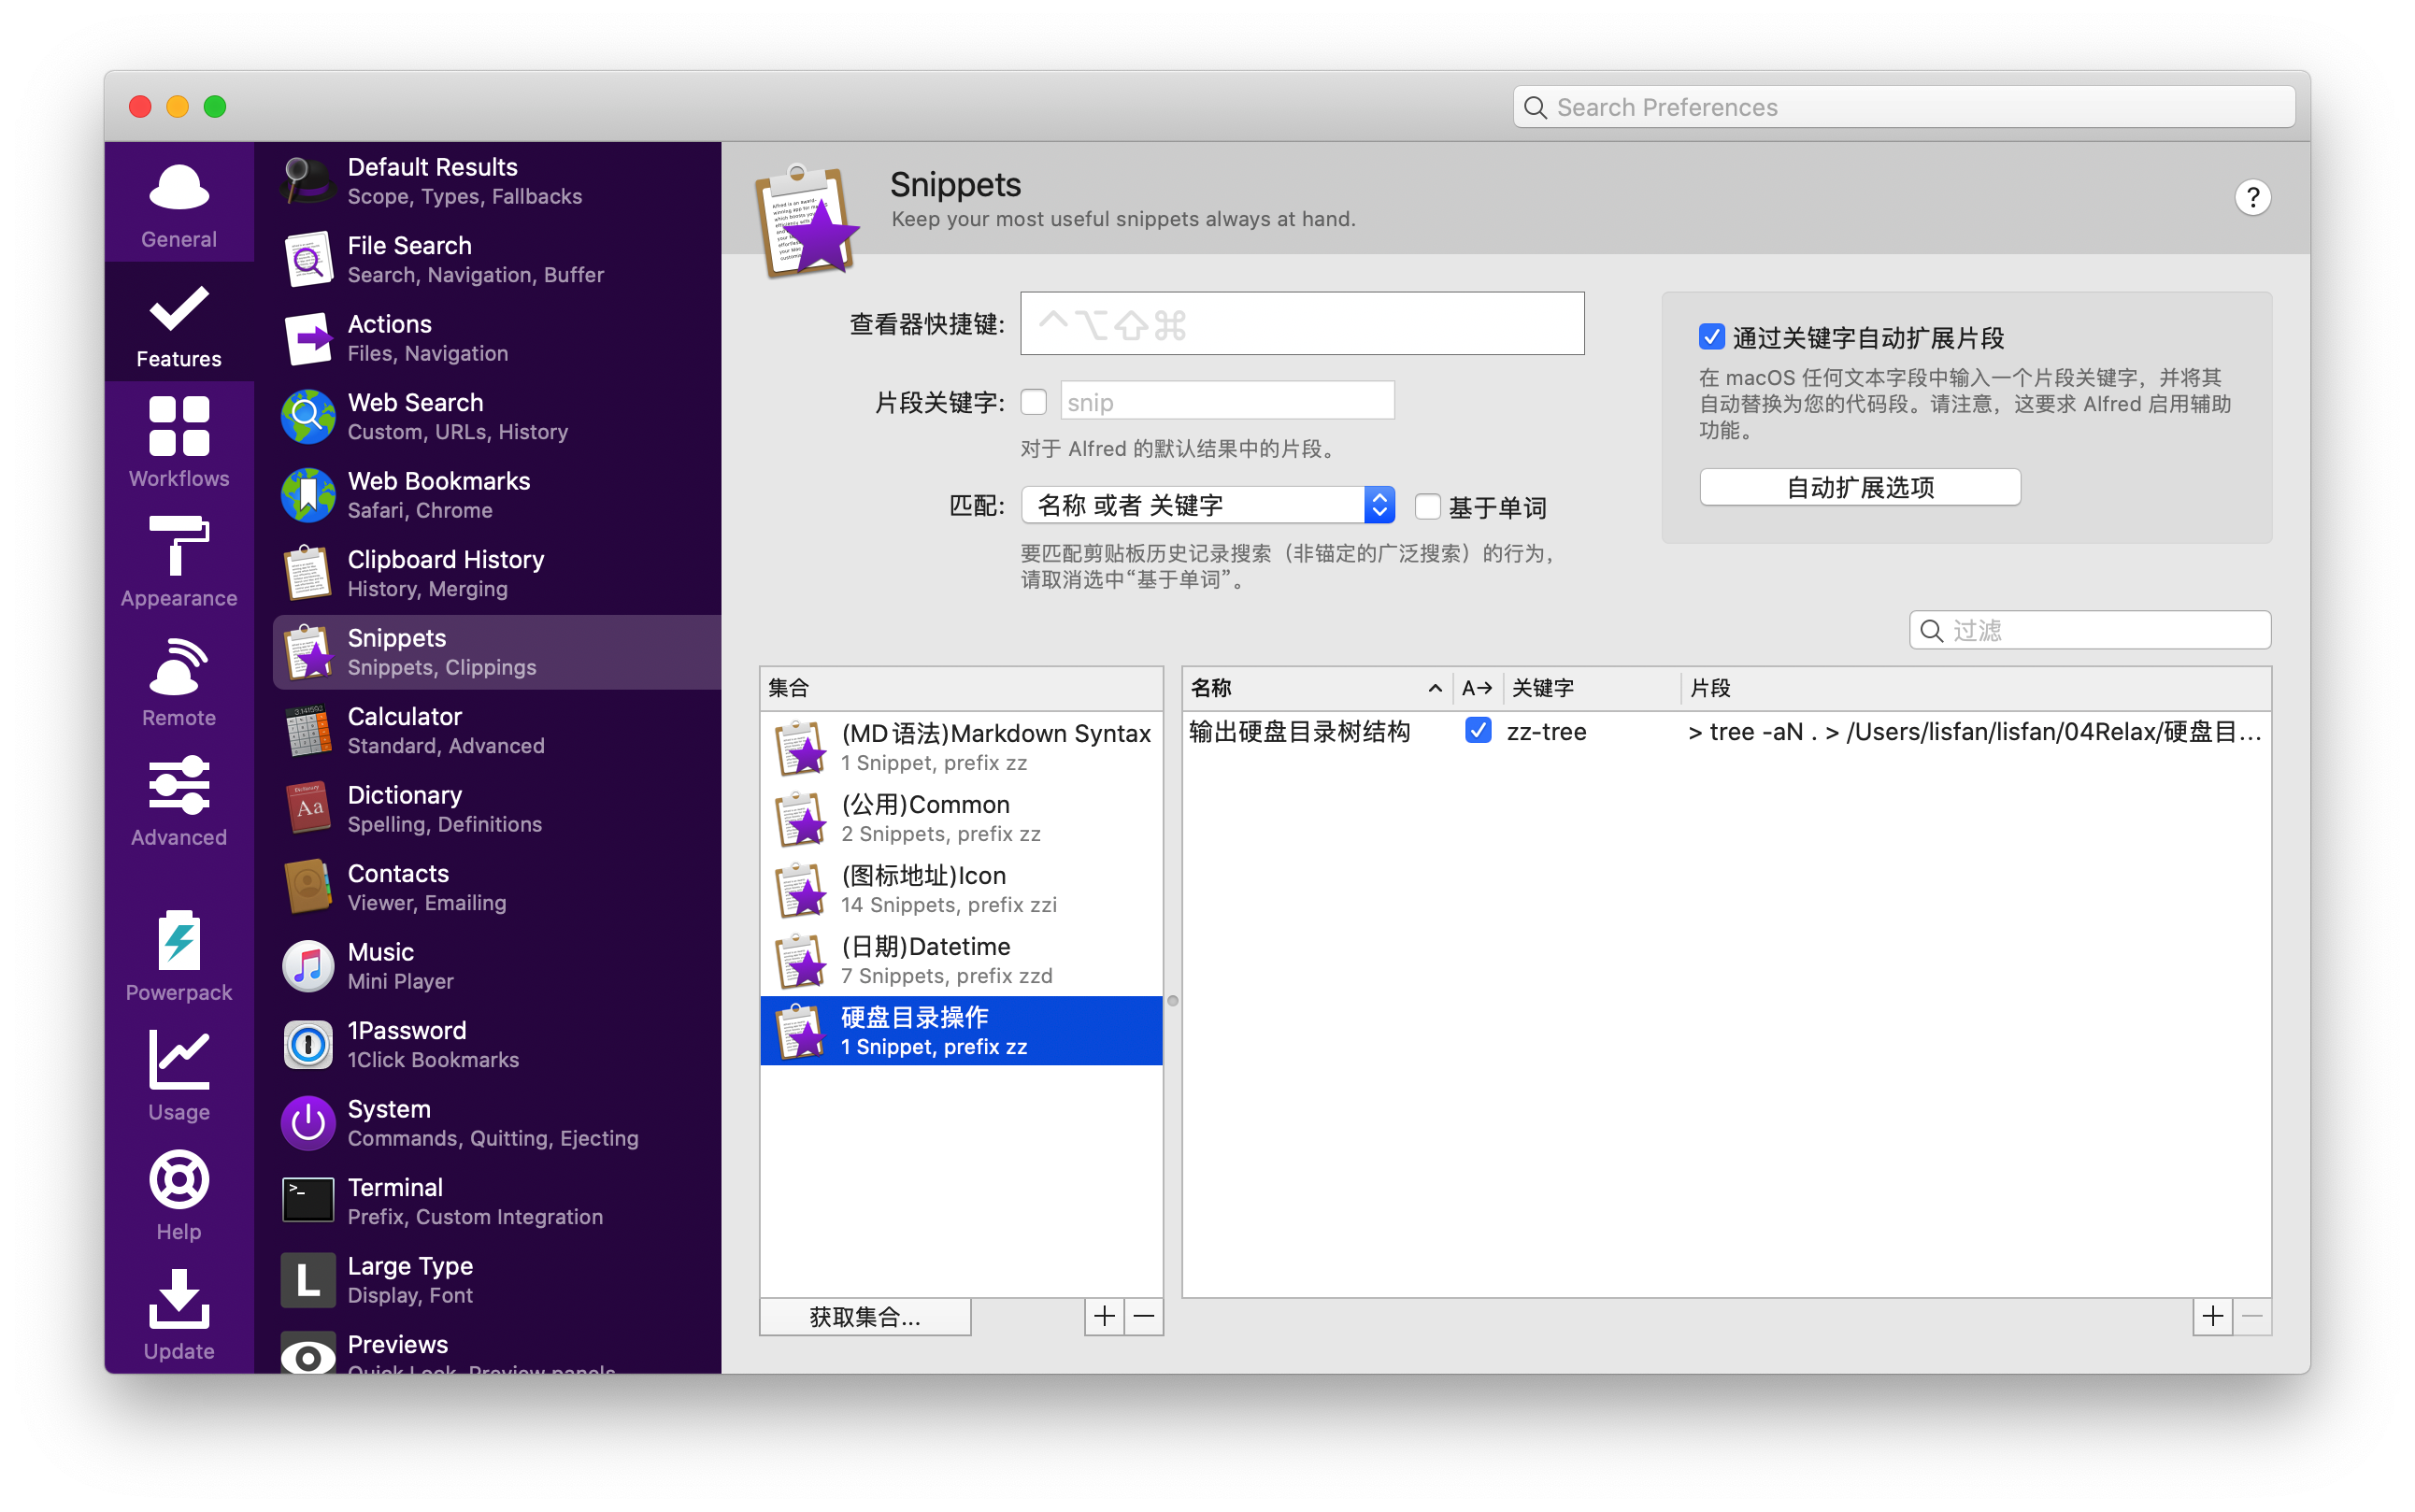 Search Preferences
General
Features
Workflows
Appearance
Remote
Advanced
Powerpack
Usage
Help
Update
Default Results
Scope, Types, Fallbacks
File Search
Search, Navigation, Buffer
Actions
Files, Navigation
Web Search
Custom, URLs, History
Web Bookmarks
Safari, Chrome
Clipboard History
History, Merging
Snippets
Snippets, Clippings
Calculator
Standard, Advanced
Dictionary
Spelling, Definitions
Contacts
Viewer, Emailing
Music
Mini Player
1Password
1Click Bookmarks
System
Commands, Quitting, Ejecting
Terminal
Prefix, Custom Integration
Large Type
Display, Font
Previews
Quick Look, Preview panels
Snippets
Keep your most useful snippets always at hand.
?
查看器快捷键: ^⌥⇧⌘
片段关键字: snip
对于 Alfred 的默认结果中的片段。
匹配: 名称 或者 关键字 基于单词
要匹配剪贴板历史记录搜索（非锚定的广泛搜索）的行为，
请取消选中“基于单词”。
通过关键字自动扩展片段
在 macOS 任何文本字段中输入一个片段关键字，并将其
自动替换为您的代码段。请注意，这要求 Alfred 启用辅助
功能。
自动扩展选项
过滤
集合
(MD 语法)Markdown Syntax
1 Snippet, prefix zz
(公用)Common
2 Snippets, prefix zz
(图标地址)Icon
14 Snippets, prefix zzi
(日期)Datetime
7 Snippets, prefix zzd
硬盘目录操作
1 Snippet, prefix zz
获取集合...
名称 A→ 关键字 片段
输出硬盘目录树结构 zz-tree > tree -aN . > /Users/lisfan/lisfan/04Relax/硬盘目...